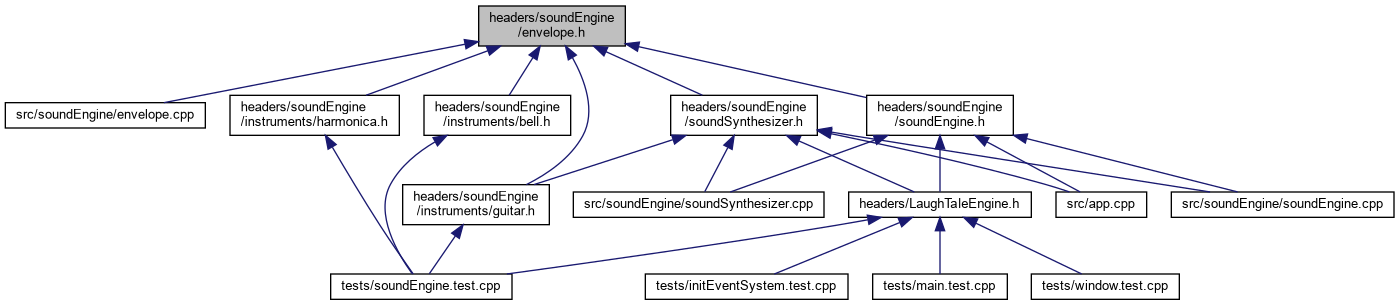 headers/soundEngine
/envelope.h
src/soundEngine/envelope.cpp
headers/soundEngine
/instruments/harmonica.h
headers/soundEngine
/instruments/bell.h
headers/soundEngine
/soundSynthesizer.h
headers/soundEngine
/soundEngine.h
headers/soundEngine
/instruments/guitar.h
src/soundEngine/soundSynthesizer.cpp
headers/LaughTaleEngine.h
src/app.cpp
src/soundEngine/soundEngine.cpp
tests/soundEngine.test.cpp
tests/initEventSystem.test.cpp
tests/main.test.cpp
tests/window.test.cpp